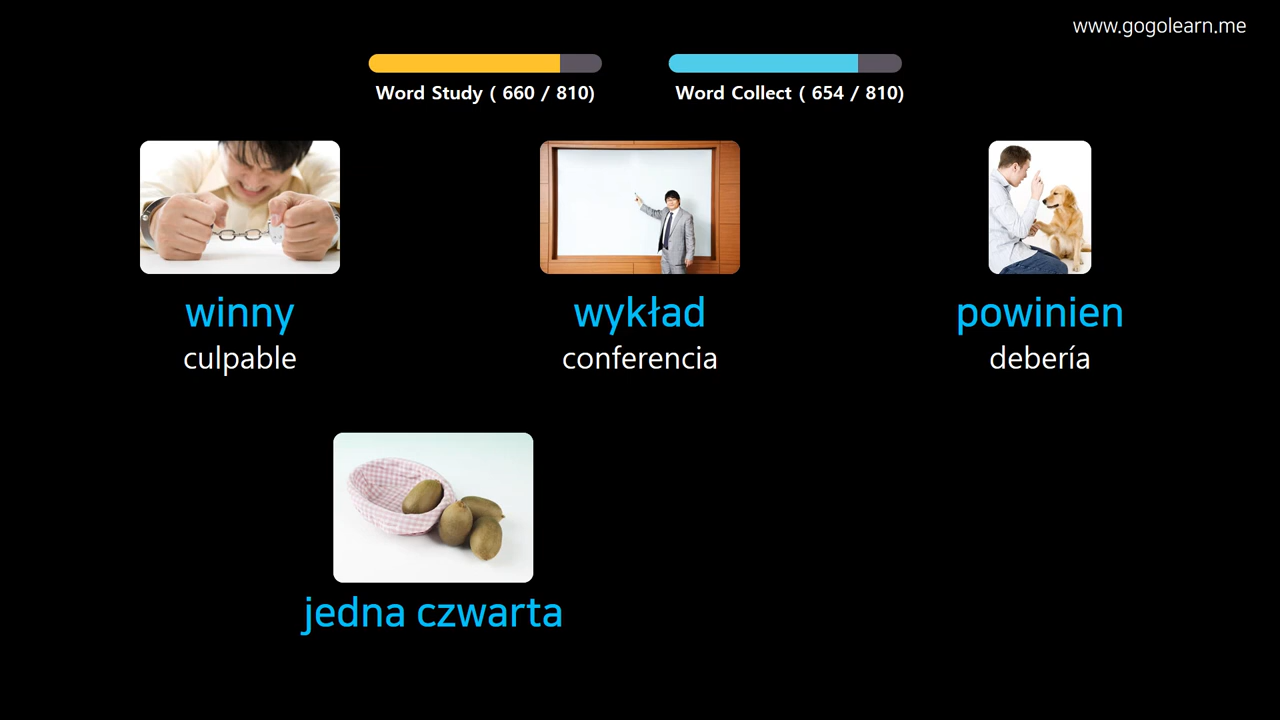 www.gogolearn.me
Word Study ( 660 / 810)
Word Collect ( 654 / 810)
winny
culpable
wykład
conferencia
powinien
debería
jedna czwarta